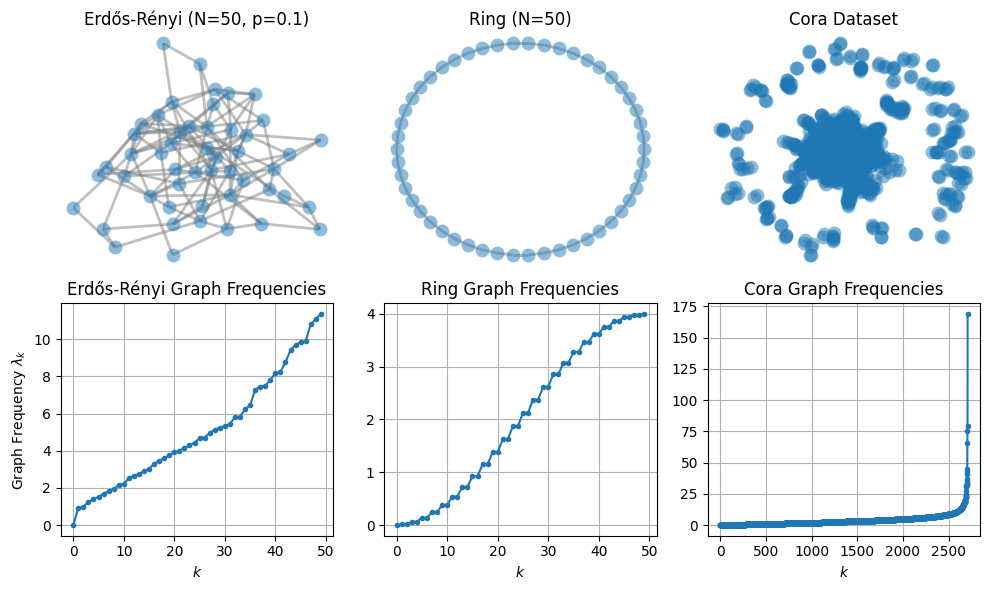 Erdős-Rényi (N=50, p=0.1)
Ring (N=50)
Cora Dataset
Erdős-Rényi Graph Frequencies
Ring Graph Frequencies
Cora Graph Frequencies
Graph Frequency λₖ
10
8
6
4
2
0
0 10 20 30 40 50
k
4
3
2
1
0
0 10 20 30 40 50
k
175
150
125
100
75
50
25
0
0 500 1000 1500 2000 2500
k